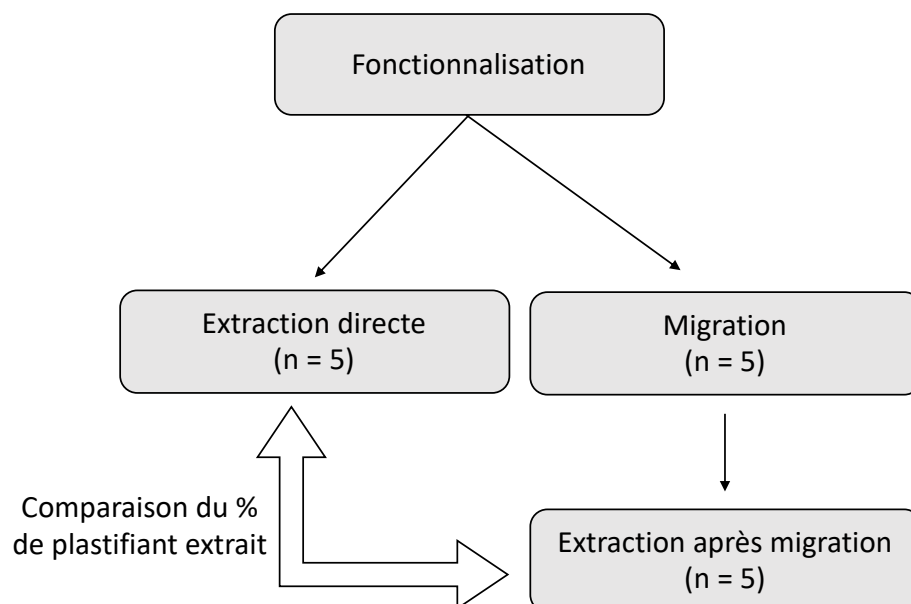 Fonctionnalisation
Extraction directe
(n = 5)
Migration
(n = 5)
Comparaison du %
de plastifiant extrait
Extraction après migration
(n = 5)